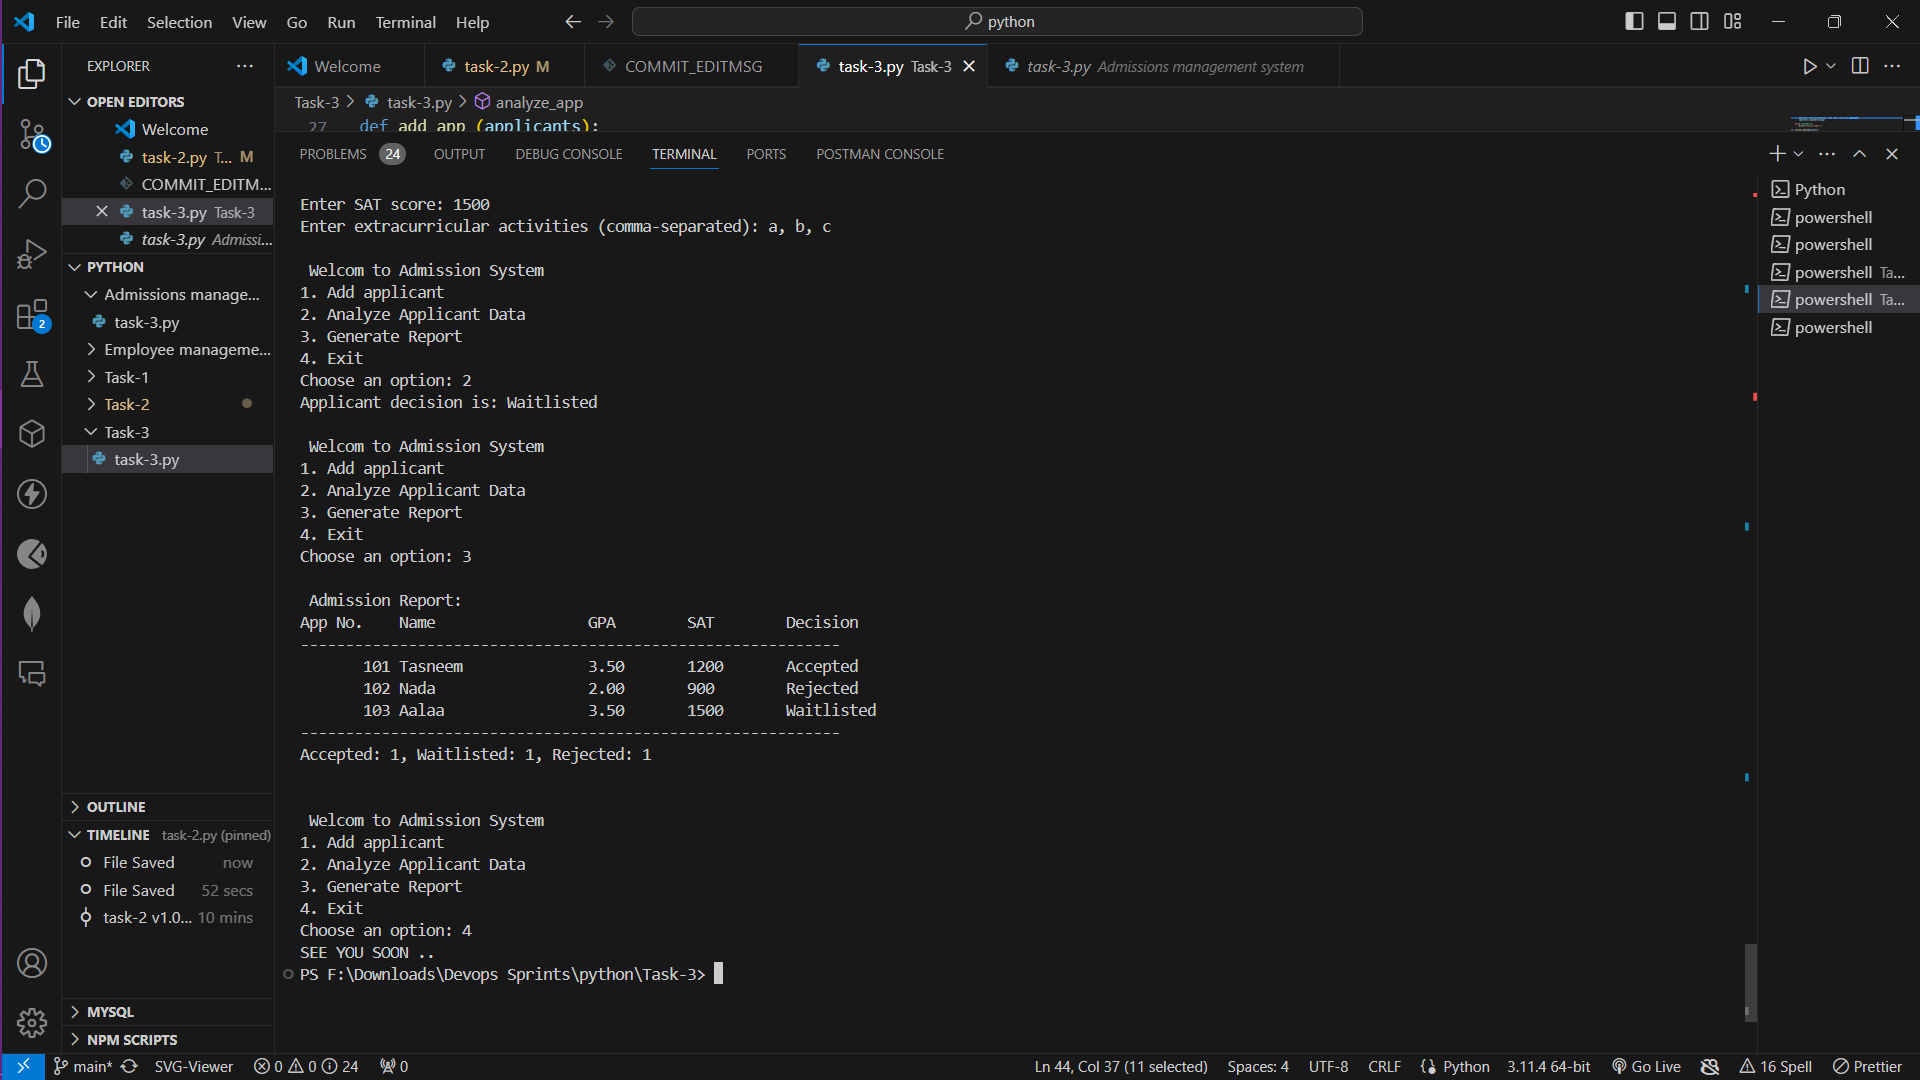 File Edit Selection View Go Run Terminal Help
python
EXPLORER
Welcome
task-2.py M
COMMIT_EDITMSG
task-3.py Task-3
task-3.py Admissions management system
OPEN EDITORS
Welcome
task-2.py T... M
COMMIT_EDITM...
task-3.py Task-3
task-3.py Admissi...
PYTHON
Admissions manage...
task-3.py
Employee manageme...
Task-1
Task-2
Task-3
task-3.py
OUTLINE
TIMELINE task-2.py (pinned)
File Saved now
File Saved 52 secs
task-2 v1.0... 10 mins
MYSQL
NPM SCRIPTS
2
Task-3 > task-3.py > analyze_app
27 def add_app (applicants):
PROBLEMS 24 OUTPUT DEBUG CONSOLE TERMINAL PORTS POSTMAN CONSOLE
Enter SAT score: 1500
Enter extracurricular activities (comma-separated): a, b, c
Welcom to Admission System
1. Add applicant
2. Analyze Applicant Data
3. Generate Report
4. Exit
Choose an option: 2
Applicant decision is: Waitlisted
Welcom to Admission System
1. Add applicant
2. Analyze Applicant Data
3. Generate Report
4. Exit
Choose an option: 3
Admission Report:
App No. Name GPA SAT Decision
------------------------------------------------------------
101 Tasneem 3.50 1200 Accepted
102 Nada 2.00 900 Rejected
103 Aalaa 3.50 1500 Waitlisted
------------------------------------------------------------
Accepted: 1, Waitlisted: 1, Rejected: 1
Welcom to Admission System
1. Add applicant
2. Analyze Applicant Data
3. Generate Report
4. Exit
Choose an option: 4
SEE YOU SOON ..
PS F:\Downloads\Devops Sprints\python\Task-3>
Python
powershell
powershell
powershell Ta...
powershell Ta...
powershell
main* SVG-Viewer 0 0 24 0
Ln 44, Col 37 (11 selected) Spaces: 4 UTF-8 CRLF Python 3.11.4 64-bit Go Live 16 Spell Prettier